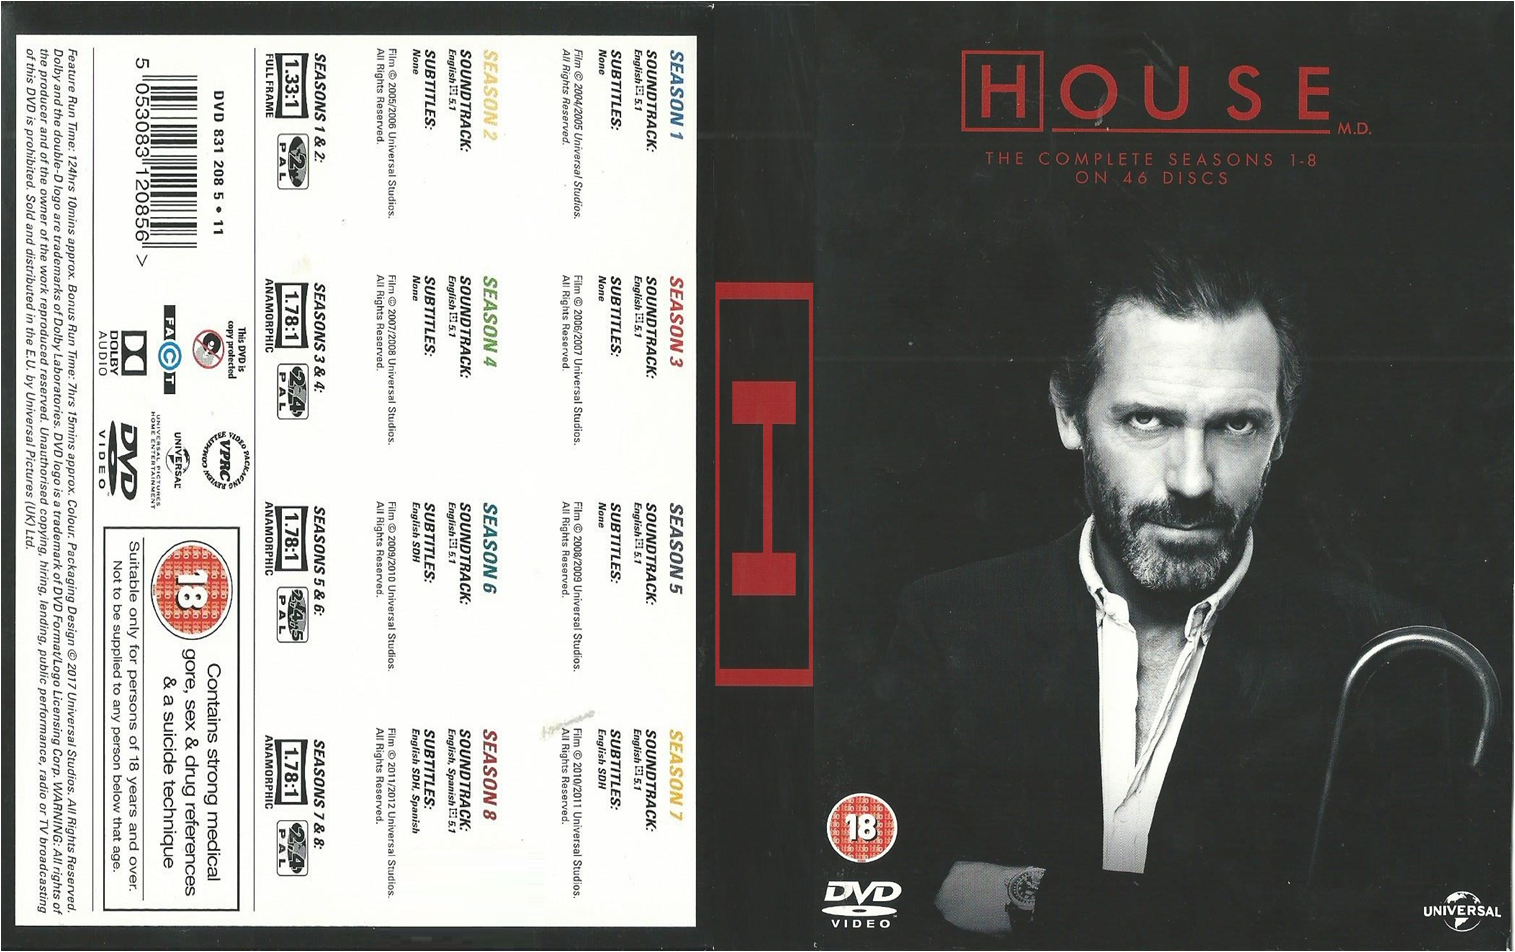 HOUSE
M.D.
THE COMPLETE SEASONS 1-8
ON 46 DISCS
18
DVD
VIDEO
UNIVERSAL
H
SEASON 1
SOUNDTRACK:
English 5.1
SUBTITLES:
None
Film © 2004/2005 Universal Studios.
All Rights Reserved.
SEASON 3
SOUNDTRACK:
English 5.1
SUBTITLES:
None
Film © 2006/2007 Universal Studios.
All Rights Reserved.
SEASON 5
SOUNDTRACK:
English 5.1
SUBTITLES:
None
Film © 2008/2009 Universal Studios.
All Rights Reserved.
SEASON 7
SOUNDTRACK:
English 5.1
SUBTITLES:
English SDH
Film © 2010/2011 Universal Studios.
All Rights Reserved.
SEASON 2
SOUNDTRACK:
English 5.1
SUBTITLES:
None
Film © 2005/2006 Universal Studios.
All Rights Reserved.
SEASON 4
SOUNDTRACK:
English 5.1
SUBTITLES:
None
Film © 2007/2008 Universal Studios.
All Rights Reserved.
SEASON 6
SOUNDTRACK:
English 5.1
SUBTITLES:
English SDH
Film © 2009/2010 Universal Studios.
All Rights Reserved.
SEASON 8
SOUNDTRACK:
English, Spanish 5.1
SUBTITLES:
English SDH, Spanish
Film © 2011/2012 Universal Studios.
All Rights Reserved.
SEASONS 1 & 2:
1.33:1
FULL FRAME
2
PAL
SEASONS 3 & 4:
1.78:1
ANAMORPHIC
2,4
PAL
SEASONS 5 & 6:
1.78:1
ANAMORPHIC
2,4,5
PAL
SEASONS 7 & 8:
1.78:1
ANAMORPHIC
2,4
PAL
DVD 831 208 5 • 11
5 053083 120856 >
This DVD is
copy protected
FACT
DOLBY
AUDIO
VIDEO PACKAGING REVIEW COMMITTEE
VPRC
UNIVERSAL
UNIVERSAL PICTURES
HOME ENTERTAINMENT
DVD
VIDEO
18
Contains strong medical
gore, sex & drug references
& a suicide technique
Suitable only for persons of 18 years and over.
Not to be supplied to any person below that age.
Feature Run Time: 124hrs 10mins approx. Bonus Run Time: 7hrs 15mins approx. Colour. Packaging Design © 2017 Universal Studios. All Rights Reserved.
Dolby and the double-D logo are trademarks of Dolby Laboratories. DVD logo is a trademark of DVD Format/Logo Licensing Corp. WARNING: All rights of
the producer and of the owner of the work reproduced reserved. Unauthorised copying, hiring, lending, public performance, radio or TV broadcasting
of this DVD is prohibited. Sold and distributed in the E.U. by Universal Pictures (UK) Ltd.